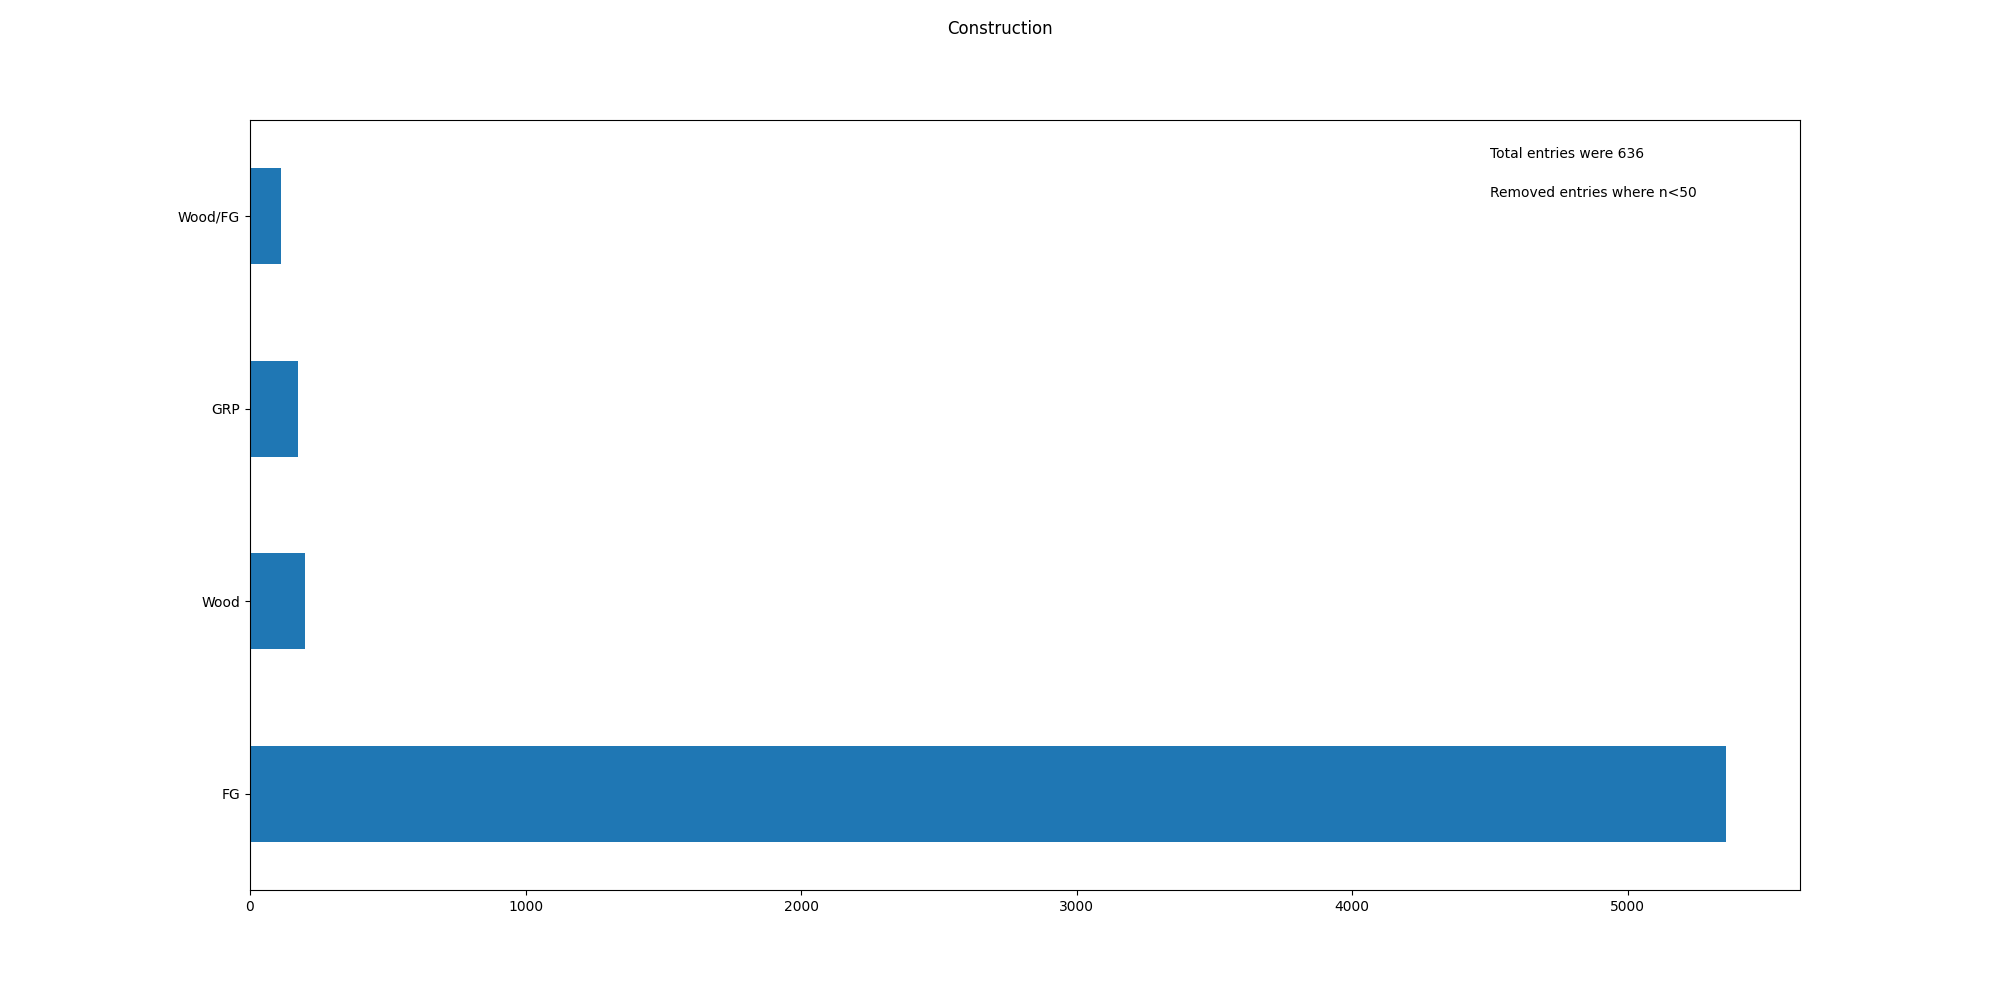 Construction
Total entries were 636
Removed entries where n<50
Wood/FG
GRP
Wood
FG
0 1000 2000 3000 4000 5000